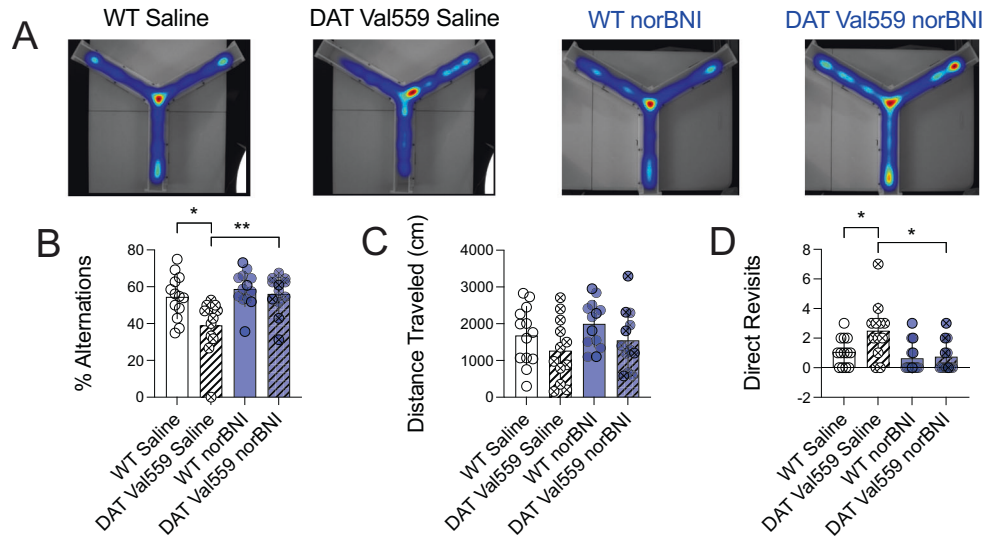 WT Saline
DAT Val559 Saline
WT norBNI
DAT Val559 norBNI
A
B
% Alternations
80
60
40
20
0
*
**
WT Saline
DAT Val559 Saline
WT norBNI
DAT Val559 norBNI
C
Distance Traveled (cm)
4000
3000
2000
1000
0
WT Saline
DAT Val559 Saline
WT norBNI
DAT Val559 norBNI
D
Direct Revisits
8
6
4
2
0
-2
*
*
WT Saline
DAT Val559 Saline
WT norBNI
DAT Val559 norBNI